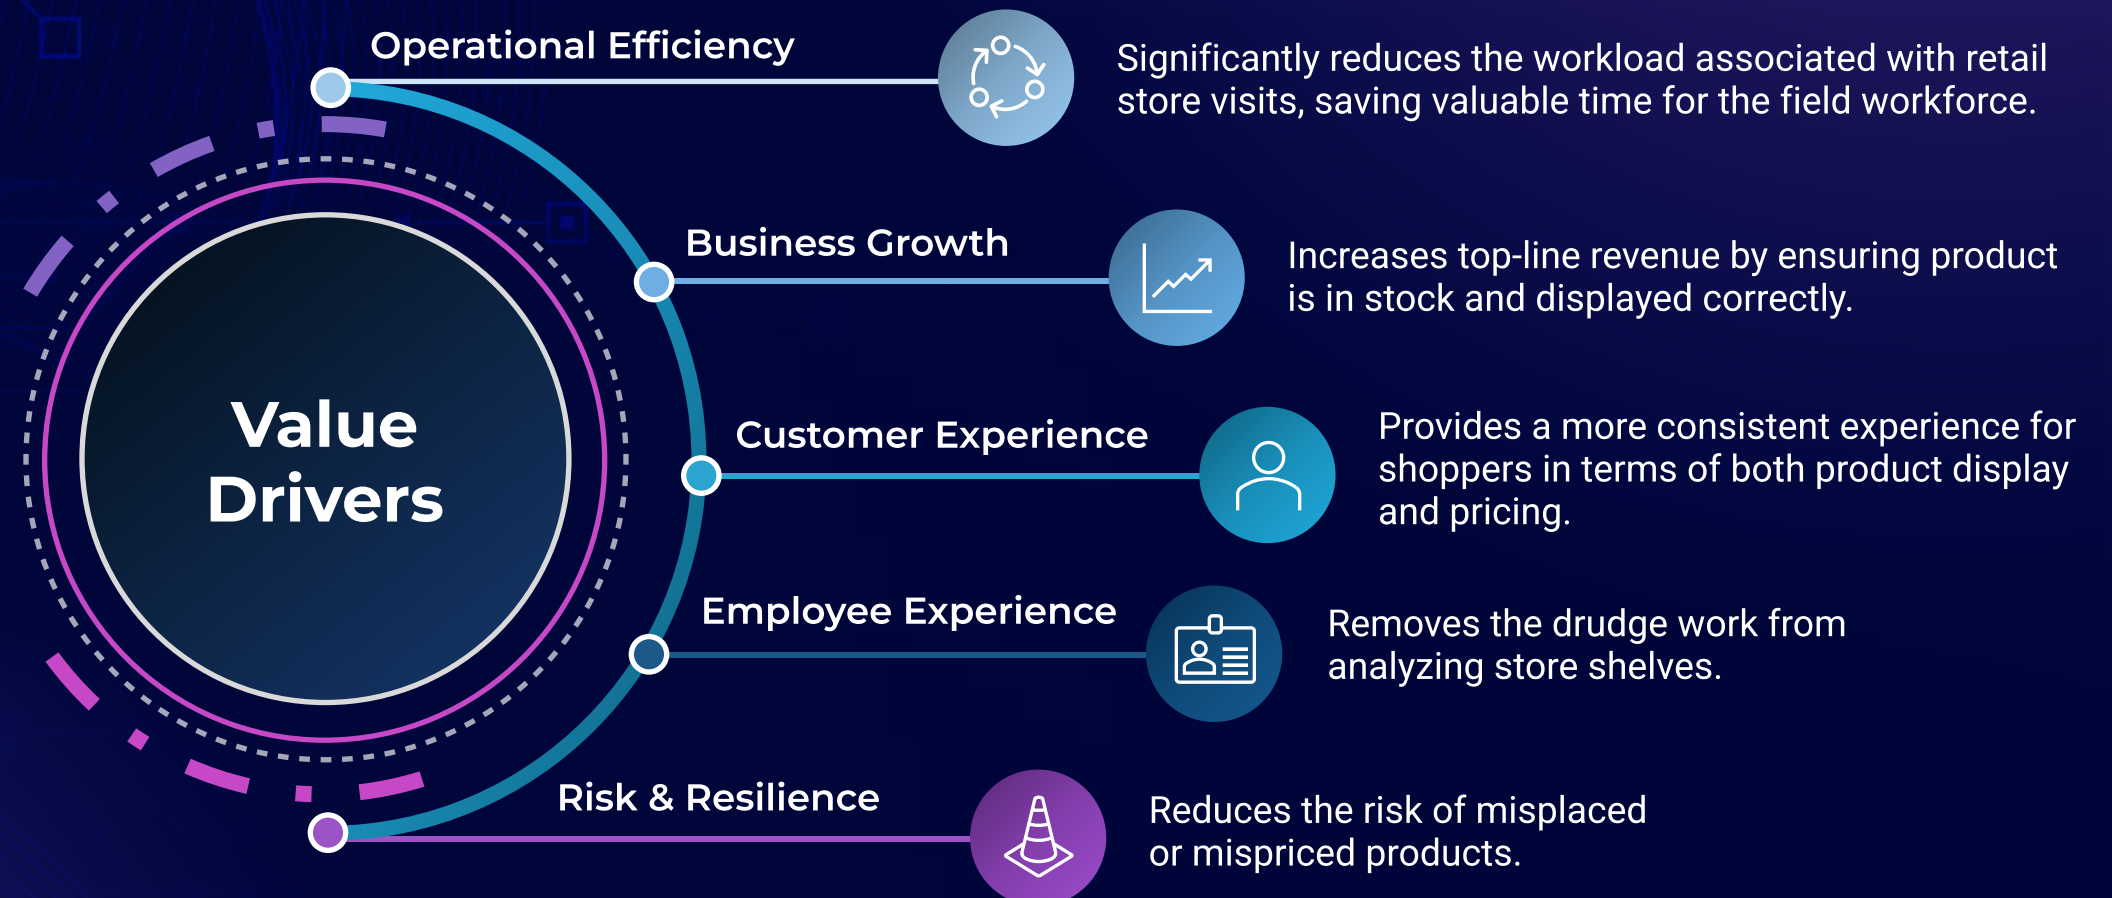 Value
Drivers
Operational Efficiency
Significantly reduces the workload associated with retail
store visits, saving valuable time for the field workforce.
Business Growth
Increases top-line revenue by ensuring product
is in stock and displayed correctly.
Customer Experience
Provides a more consistent experience for
shoppers in terms of both product display
and pricing.
Employee Experience
Removes the drudge work from
analyzing store shelves.
Risk & Resilience
Reduces the risk of misplaced
or mispriced products.